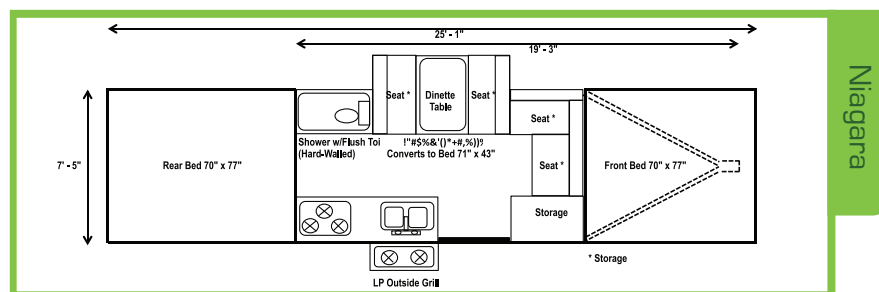 25' - 1"
19' - 3"
Niagara
Seat *
Dinette
Table
Seat *
Seat *
7' - 5"
Rear Bed 70" x 77"
Shower w/Flush Toi
(Hard-Walled)
!"#$%&'()*+#,%))?
Converts to Bed 71" x 43"
Seat *
Front Bed 70" x 77"
Storage
* Storage
LP Outside Grill